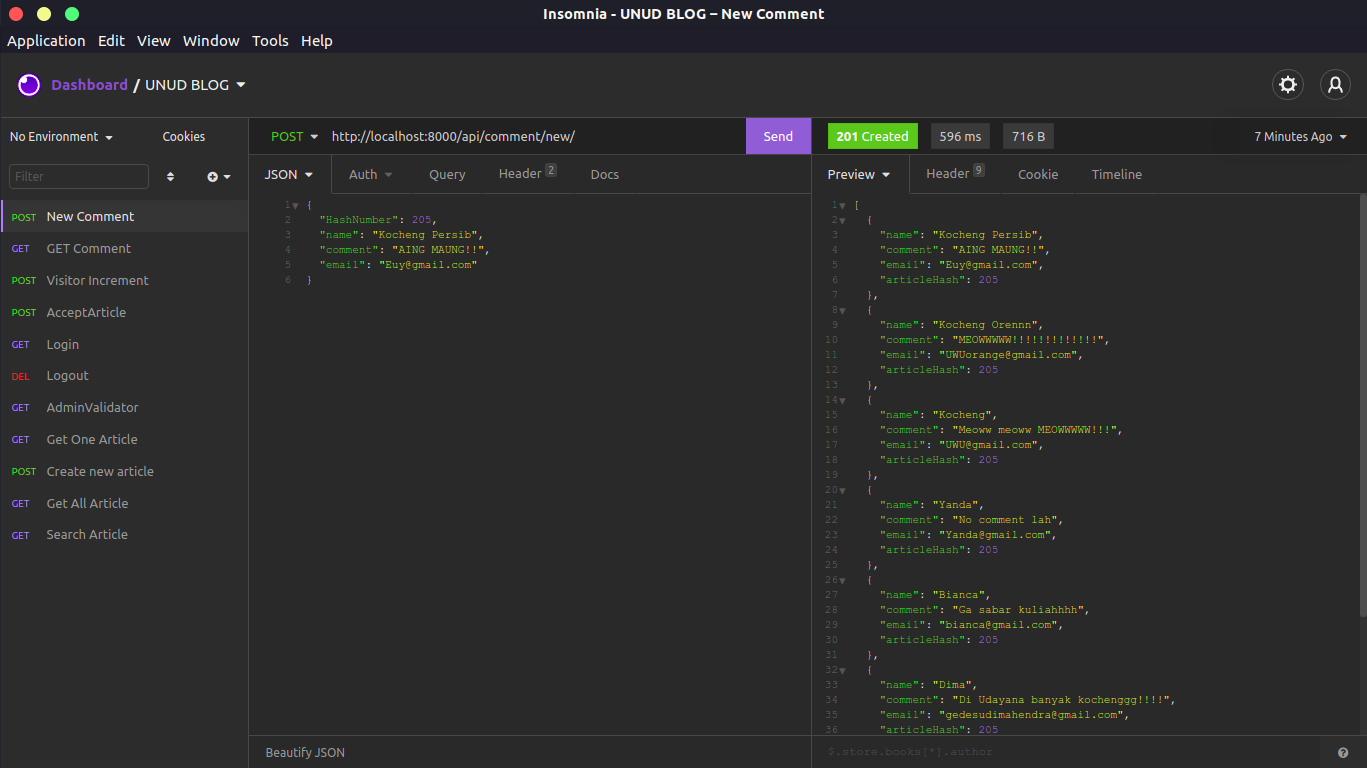 Insomnia - UNUD BLOG – New Comment
Application Edit View Window Tools Help
Dashboard / UNUD BLOG
No Environment Cookies
Filter
POST New Comment
GET GET Comment
POST Visitor Increment
POST AcceptArticle
GET Login
DEL Logout
GET AdminValidator
GET Get One Article
POST Create new article
GET Get All Article
GET Search Article
POST http://localhost:8000/api/comment/new/ Send
JSON Auth Query Header 2 Docs
1 {
2 "HashNumber": 205,
3 "name": "Kocheng Persib",
4 "comment": "AING MAUNG!!",
5 "email": "Euy@gmail.com"
6 }
Beautify JSON
201 Created 596 ms 716 B 7 Minutes Ago
Preview Header 9 Cookie Timeline
1 [
2 {
3 "name": "Kocheng Persib",
4 "comment": "AING MAUNG!!",
5 "email": "Euy@gmail.com",
6 "articleHash": 205
7 },
8 {
9 "name": "Kocheng Orennn",
10 "comment": "MEOWWWWW!!!!!!!!!!!!!",
11 "email": "UWUorange@gmail.com",
12 "articleHash": 205
13 },
14 {
15 "name": "Kocheng",
16 "comment": "Meoww meoww MEOWWWWW!!!",
17 "email": "UWU@gmail.com",
18 "articleHash": 205
19 },
20 {
21 "name": "Yanda",
22 "comment": "No comment lah",
23 "email": "Yanda@gmail.com",
24 "articleHash": 205
25 },
26 {
27 "name": "Bianca",
28 "comment": "Ga sabar kuliahhhh",
29 "email": "bianca@gmail.com",
30 "articleHash": 205
31 },
32 {
33 "name": "Dima",
34 "comment": "Di Udayana banyak kochenggg!!!!",
35 "email": "gedesudimahendra@gmail.com",
36 "articleHash": 205
$.store.books[*].author